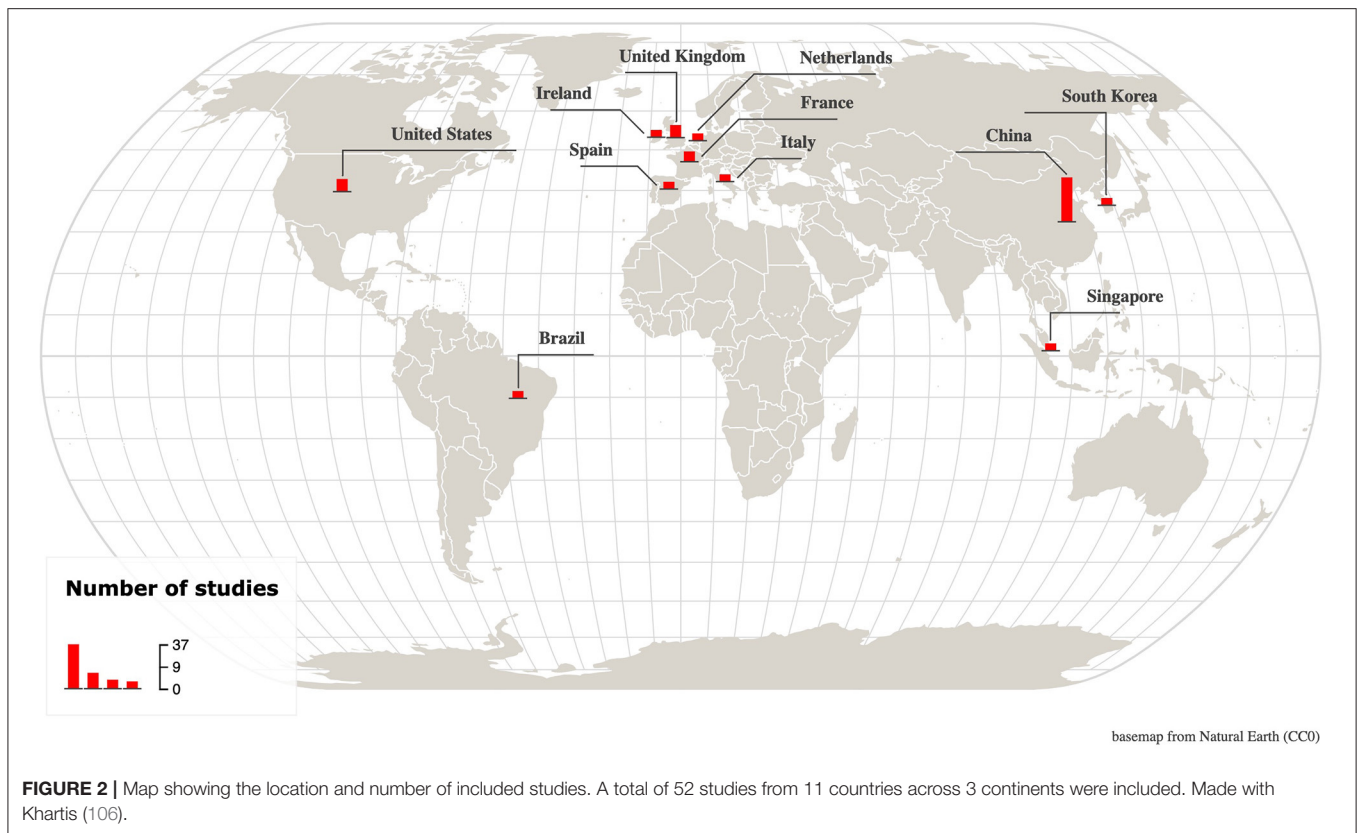 United Kingdom
Netherlands
Ireland
France
South Korea
United States
China
Spain
Italy
Singapore
Brazil
Number of studies
37
9
0
basemap from Natural Earth (CC0)
FIGURE 2 | Map showing the location and number of included studies. A total of 52 studies from 11 countries across 3 continents were included. Made with
Khartis (106).